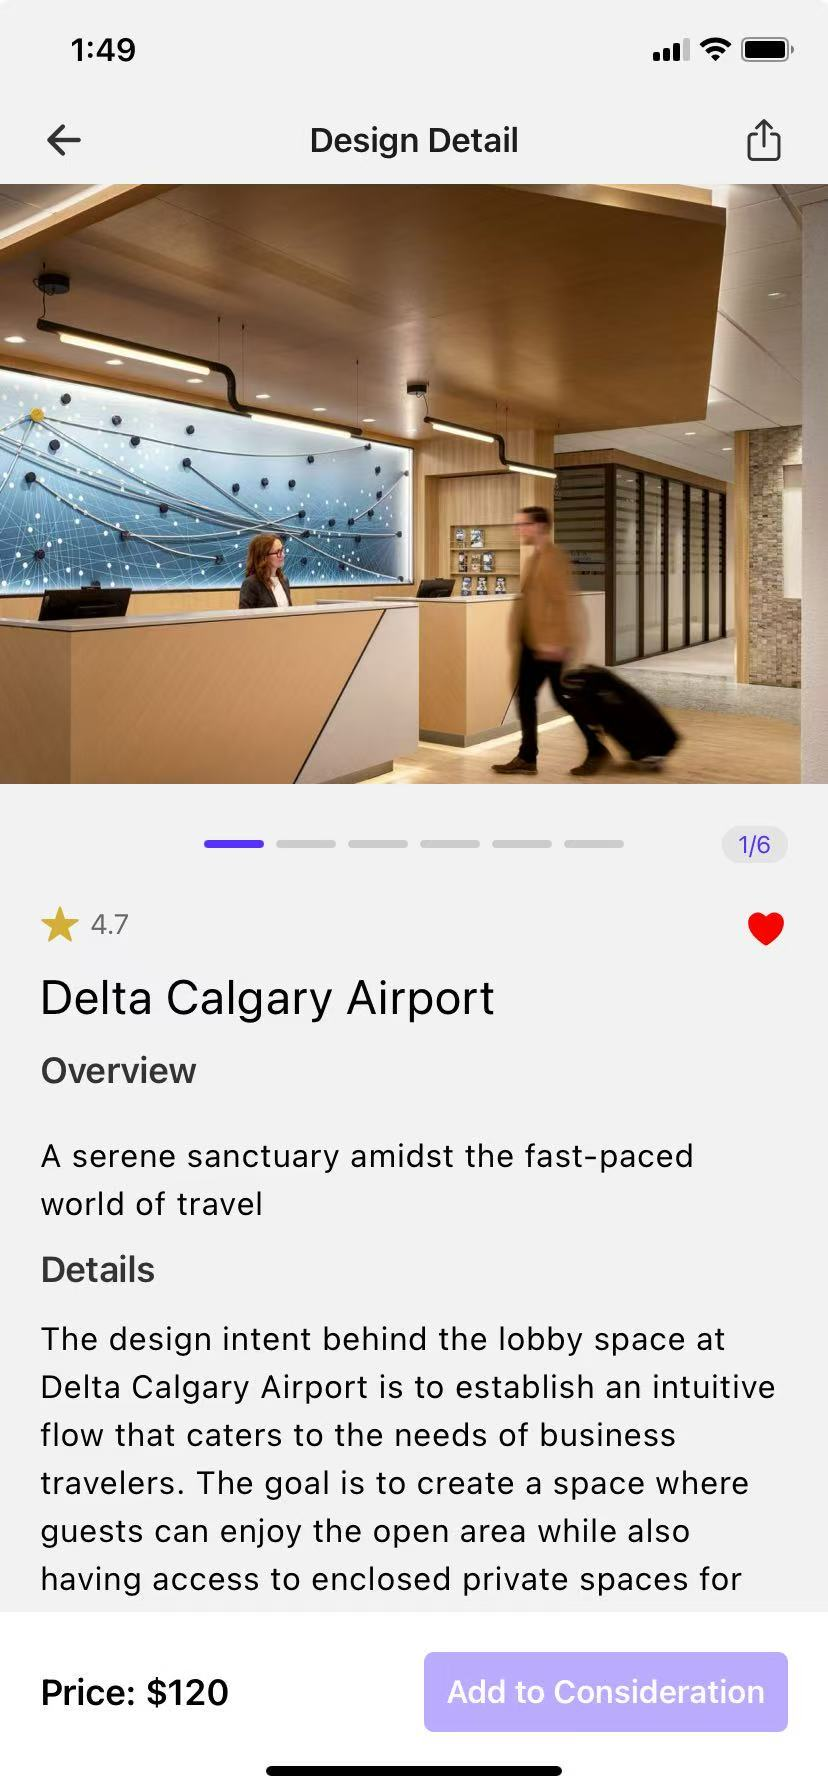 1:49
Design Detail
1/6
4.7
Delta Calgary Airport
Overview
A serene sanctuary amidst the fast-paced
world of travel
Details
The design intent behind the lobby space at
Delta Calgary Airport is to establish an intuitive
flow that caters to the needs of business
travelers. The goal is to create a space where
guests can enjoy the open area while also
having access to enclosed private spaces for
Price: $120
Add to Consideration